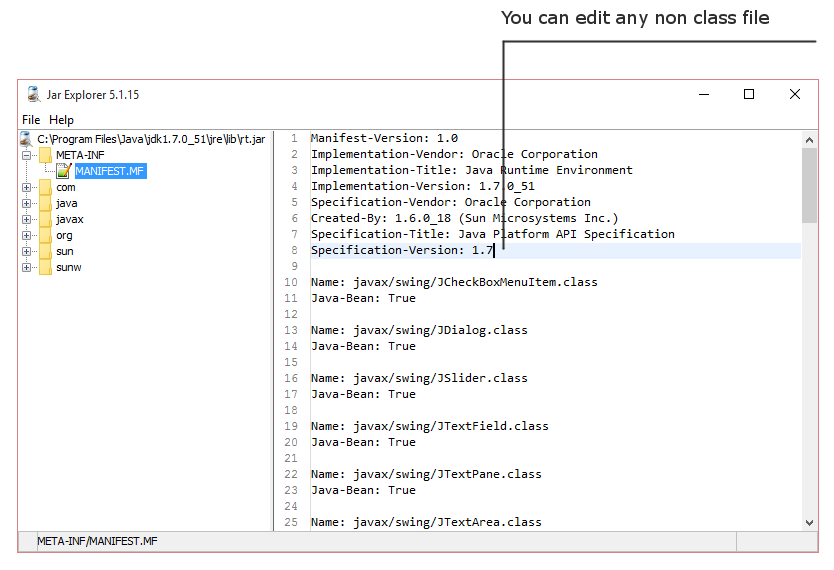 You can edit any non class file
Jar Explorer 5.1.15
File Help
C:\Program Files\Java\jdk1.7.0_51\jre\lib\rt.jar
META-INF
MANIFEST.MF
com
java
javax
org
sun
sunw
1 Manifest-Version: 1.0
2 Implementation-Vendor: Oracle Corporation
3 Implementation-Title: Java Runtime Environment
4 Implementation-Version: 1.7.0_51
5 Specification-Vendor: Oracle Corporation
6 Created-By: 1.6.0_18 (Sun Microsystems Inc.)
7 Specification-Title: Java Platform API Specification
8 Specification-Version: 1.7
9
10 Name: javax/swing/JCheckBoxMenuItem.class
11 Java-Bean: True
12
13 Name: javax/swing/JDialog.class
14 Java-Bean: True
15
16 Name: javax/swing/JSlider.class
17 Java-Bean: True
18
19 Name: javax/swing/JTextField.class
20 Java-Bean: True
21
22 Name: javax/swing/JTextPane.class
23 Java-Bean: True
24
25 Name: javax/swing/JTextArea.class
META-INF/MANIFEST.MF